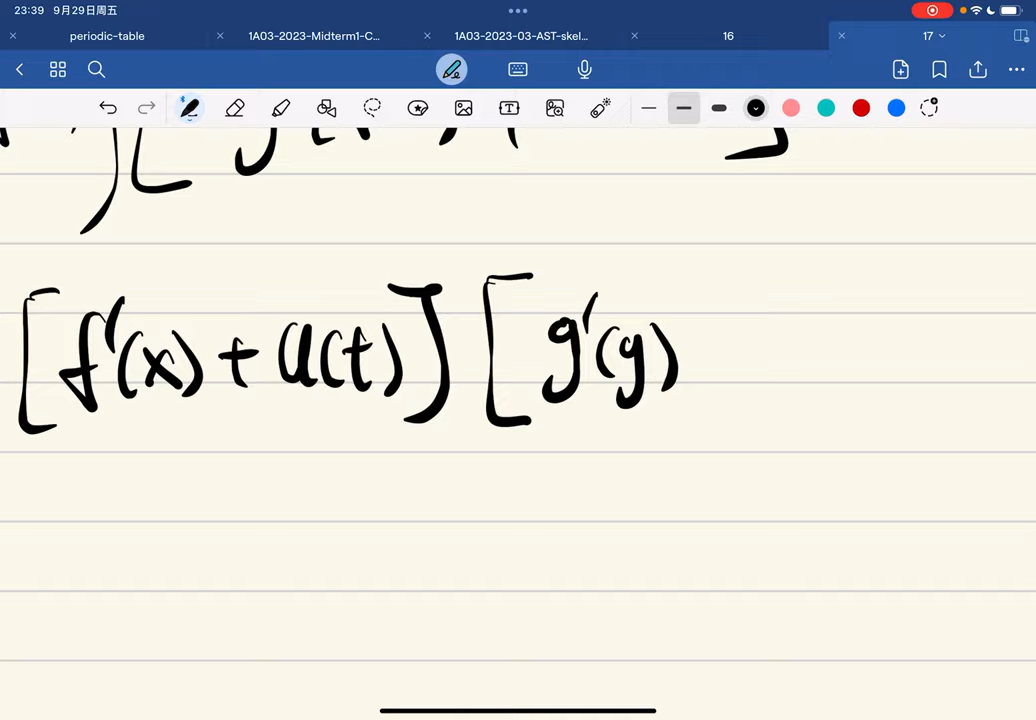 23:39 9月29日周五
periodic-table 1A03-2023-Midterm1-C... 1A03-2023-03-AST-skel... 16 17
[f'(x) + u(t)] [g'(y)